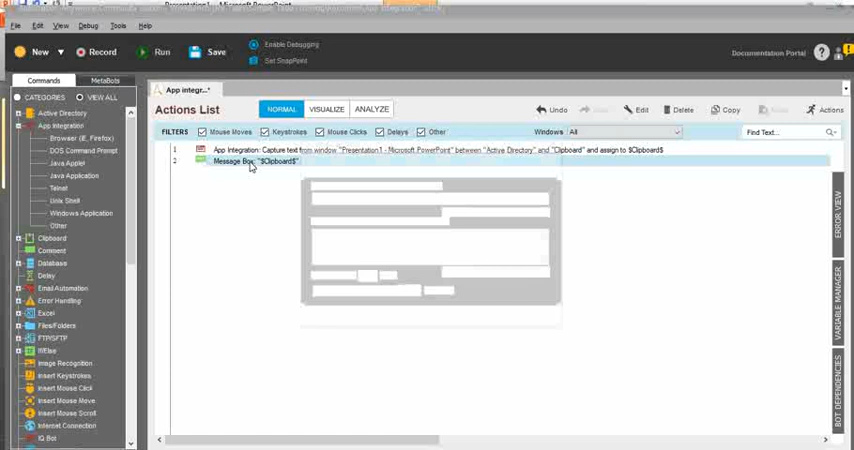 Presentation1 - Microsoft PowerPoint
File Edit View Debug Tools Help
New Record Run Save
Enable Debugging
Set SnapPoint
Documentation Portal
Commands MetaBots
CATEGORIES VIEW ALL
App integr...*
Actions List NORMAL VISUALIZE ANALYZE Undo Edit Delete Copy Actions
FILTERS Mouse Moves Keystrokes Mouse Clicks Delays Other Windows All Find Text...
1 App Integration: Capture text from window "Presentation1 - Microsoft PowerPoint" between "Active Directory" and "Clipboard" and assign to $Clipboard$
2 Message Box: "$Clipboard$"
Active Directory
App Integration
Browser (IE, Firefox)
DOS Command Prompt
Java Applet
Java Application
Telnet
Unix Shell
Windows Application
Other
Clipboard
Comment
Database
Delay
Email Automation
Error Handling
Excel
Files/Folders
FTP/SFTP
If/Else
Image Recognition
Insert Keystrokes
Insert Mouse Click
Insert Mouse Move
Insert Mouse Scroll
Internet Connection
IQ Bot
ERROR VIEW
VARIABLE MANAGER
BOT DEPENDENCIES